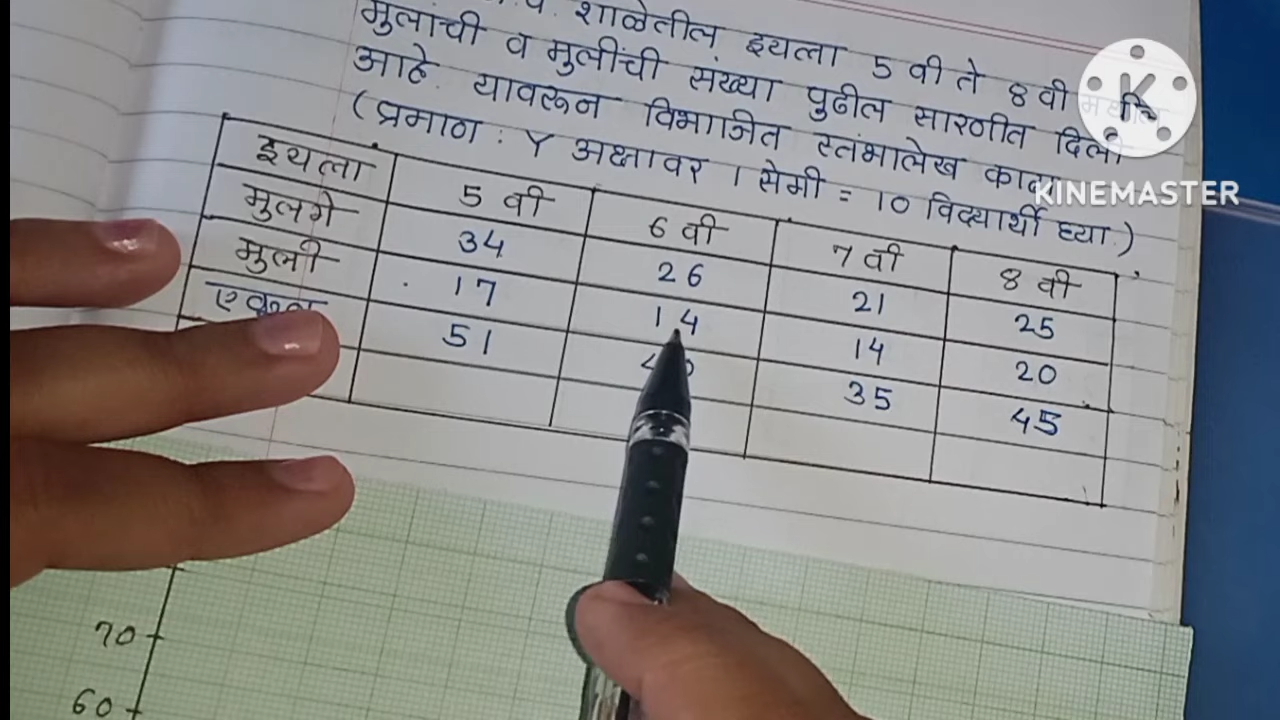 शाळेतील इयत्ता 5 वी ते 8 वी
मुलांची व मुलींची संख्या पुढील सारणीत दिली
आहे. यावरून विभाजित स्तंभालेख काढा
(प्रमाण : Y अक्षावर 1 सेमी = 10 विद्यार्थी घ्या.)
इयत्ता 5 वी 6 वी 7 वी 8 वी
मुलगे 34 26 21 25
मुली 17 14 14 20
एकूण 51 35 45
70
60
K
KINEMASTER